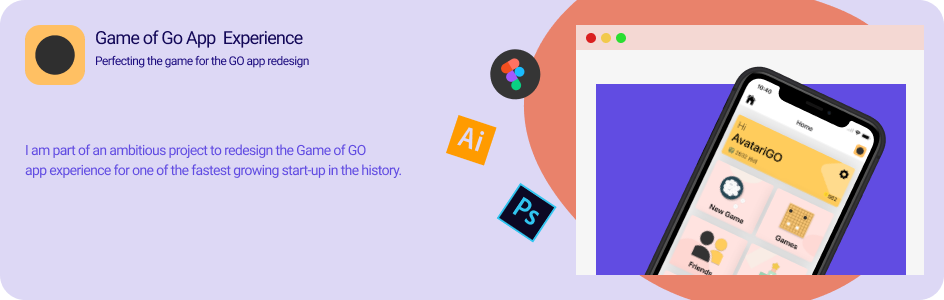 Game of Go App Experience
Perfecting the game for the GO app redesign
I am part of an ambitious project to redesign the Game of GO
app experience for one of the fastest growing start-up in the history.
Ai
Ps
16:40
Home
Hi
AvatariGO
New Game
Games
Friends